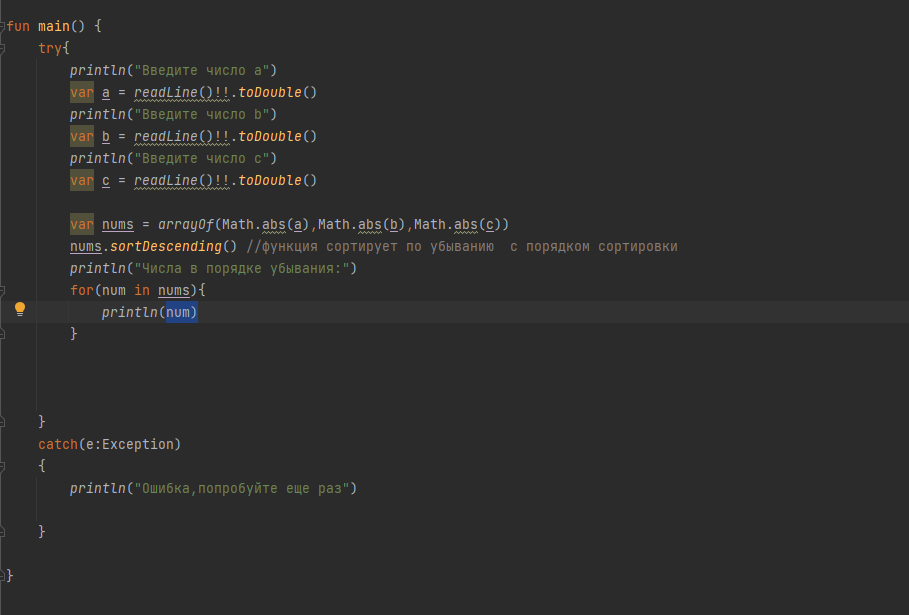 fun main() {
try{
println("Введите число a")
var a = readLine()!!.toDouble()
println("Введите число b")
var b = readLine()!!.toDouble()
println("Введите число c")
var c = readLine()!!.toDouble()
var nums = arrayOf(Math.abs(a),Math.abs(b),Math.abs(c))
nums.sortDescending() //функция сортирует по убыванию  с порядком сортировки
println("Числа в порядке убывания:")
for(num in nums){
println(num)
}
}
catch(e:Exception)
{
println("Ошибка,попробуйте еще раз")
}
}